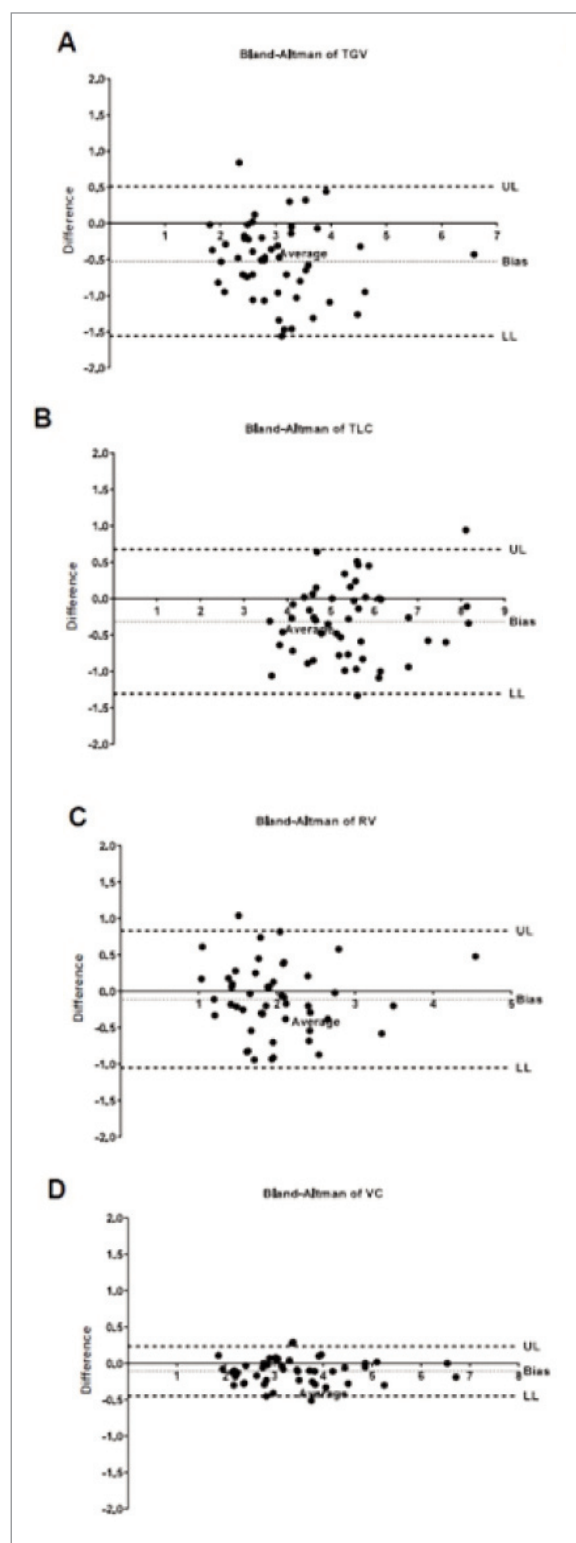 A
Bland-Altman of TGV
2.0
1.5
1.0
0.5 UL
0.0 1 2 3 4 5 6 7
Average
-0.5 Bias
-1.0
-1.5 LL
-2.0
Difference
B
Bland-Altman of TLC
2.0
1.5
1.0
UL
0.5
0.0 1 2 3 4 5 6 7 8 9
Bias
Average
-0.5
-1.0
LL
-1.5
-2.0
Difference
C
Bland-Altman of RV
2.0
1.5
1.0
UL
0.5
0.0 1 2 3 4 5
Bias
Average
-0.5
-1.0 LL
-1.5
-2.0
Difference
D
Bland-Altman of VC
2.0
1.5
1.0
0.5
UL
0.0 1 2 3 4 5 6 7 8
Bias
Average LL
-0.5
-1.0
-1.5
-2.0
Difference